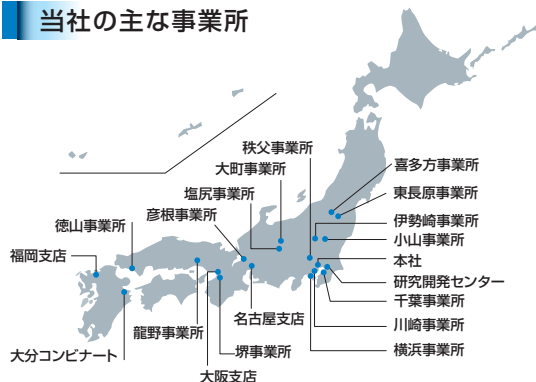 当社の主な事業所
秩父事業所
大町事業所
塩尻事業所
彦根事業所
徳山事業所
福岡支店
喜多方事業所
東長原事業所
伊勢崎事業所
小山事業所
本社
研究開発センター
千葉事業所
川崎事業所
横浜事業所
名古屋支店
龍野事業所
堺事業所
大分コンビナート
大阪支店